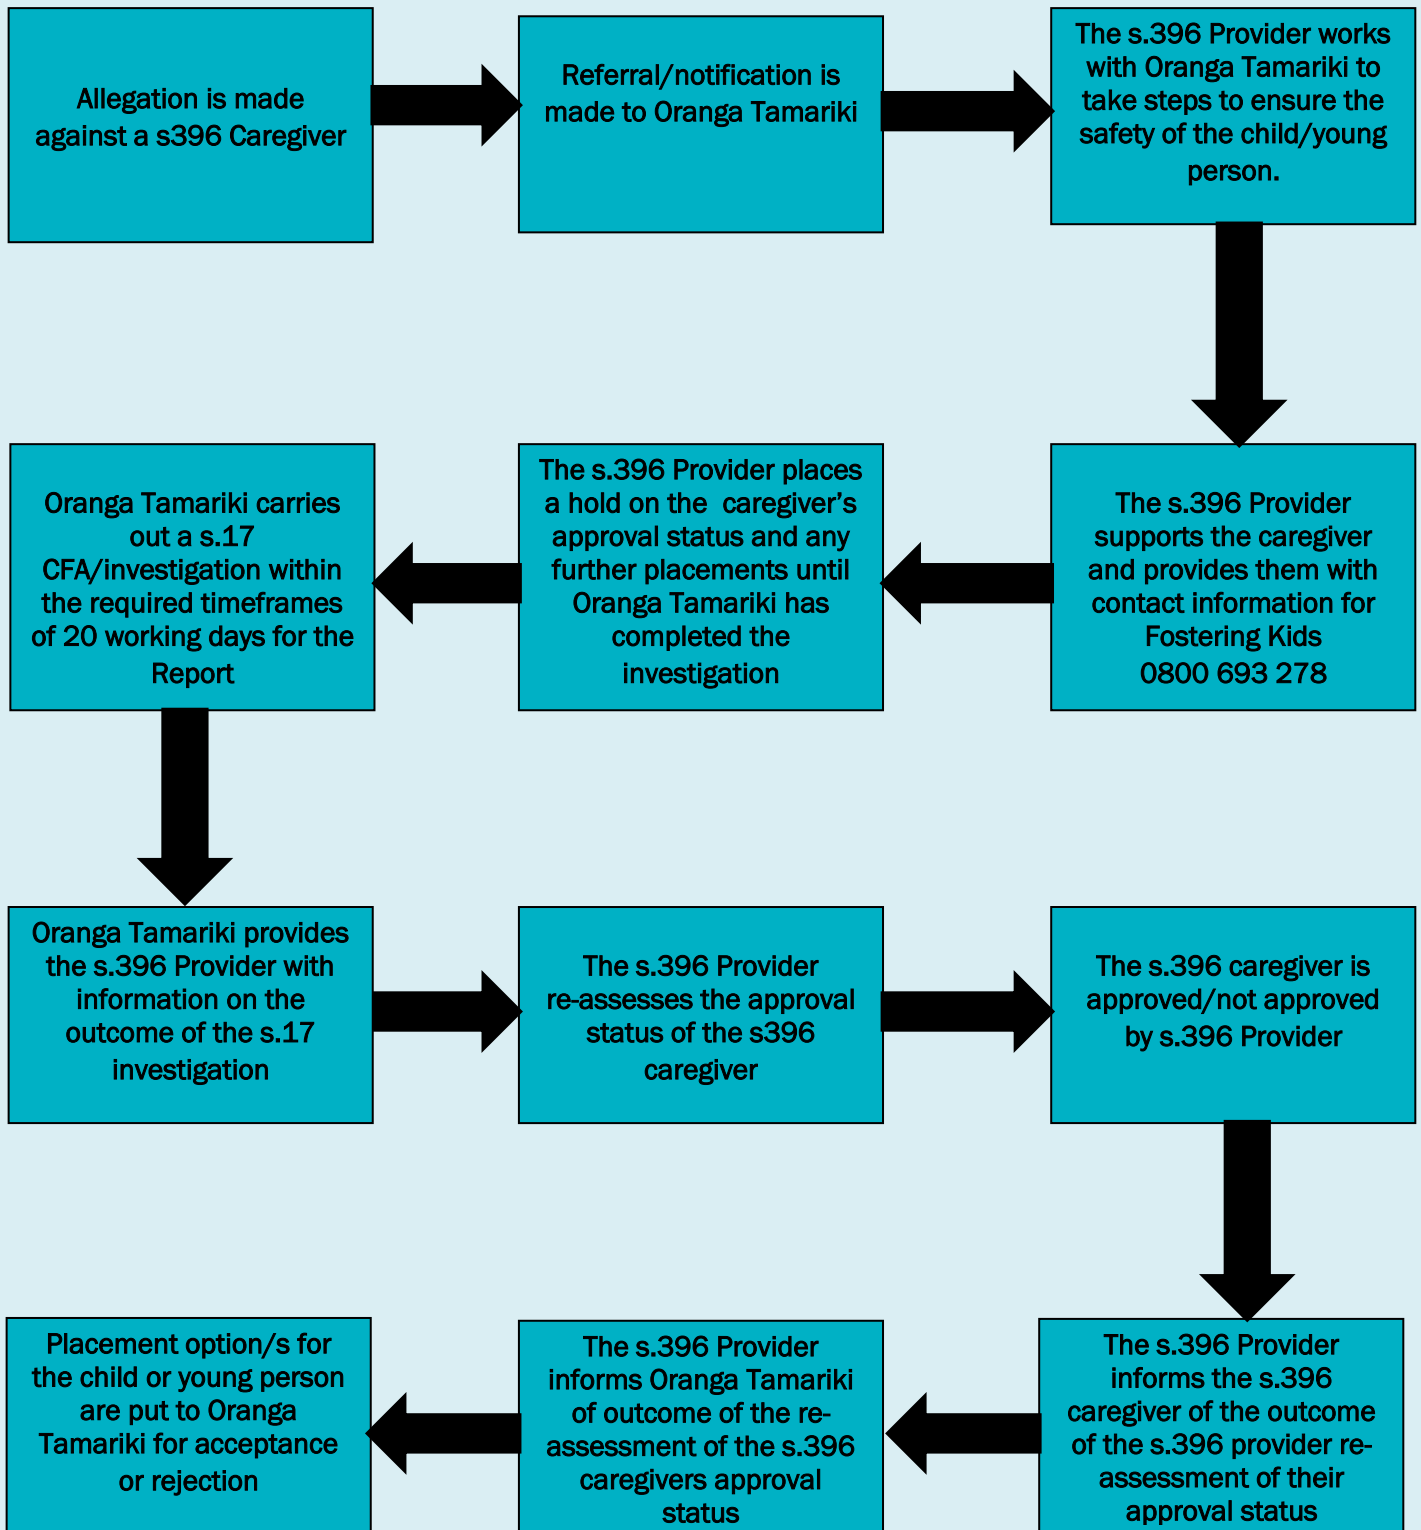 Allegation is made
against a s396 Caregiver
Referral/notification is
made to Oranga Tamariki
The s.396 Provider works
with Oranga Tamariki to
take steps to ensure the
safety of the child/young
person.
The s.396 Provider
supports the caregiver
and provides them with
contact information for
Fostering Kids
0800 693 278
The s.396 Provider places
a hold on the caregiver’s
approval status and any
further placements until
Oranga Tamariki has
completed the
investigation
Oranga Tamariki carries
out a s.17
CFA/investigation within
the required timeframes
of 20 working days for the
Report
Oranga Tamariki provides
the s.396 Provider with
information on the
outcome of the s.17
investigation
The s.396 Provider
re-assesses the approval
status of the s396
caregiver
The s.396 caregiver is
approved/not approved
by s.396 Provider
The s.396 Provider
informs the s.396
caregiver of the outcome
of the s.396 provider re-
assessment of their
approval status
The s.396 Provider
informs Oranga Tamariki
of outcome of the re-
assessment of the s.396
caregivers approval
status
Placement option/s for
the child or young person
are put to Oranga
Tamariki for acceptance
or rejection